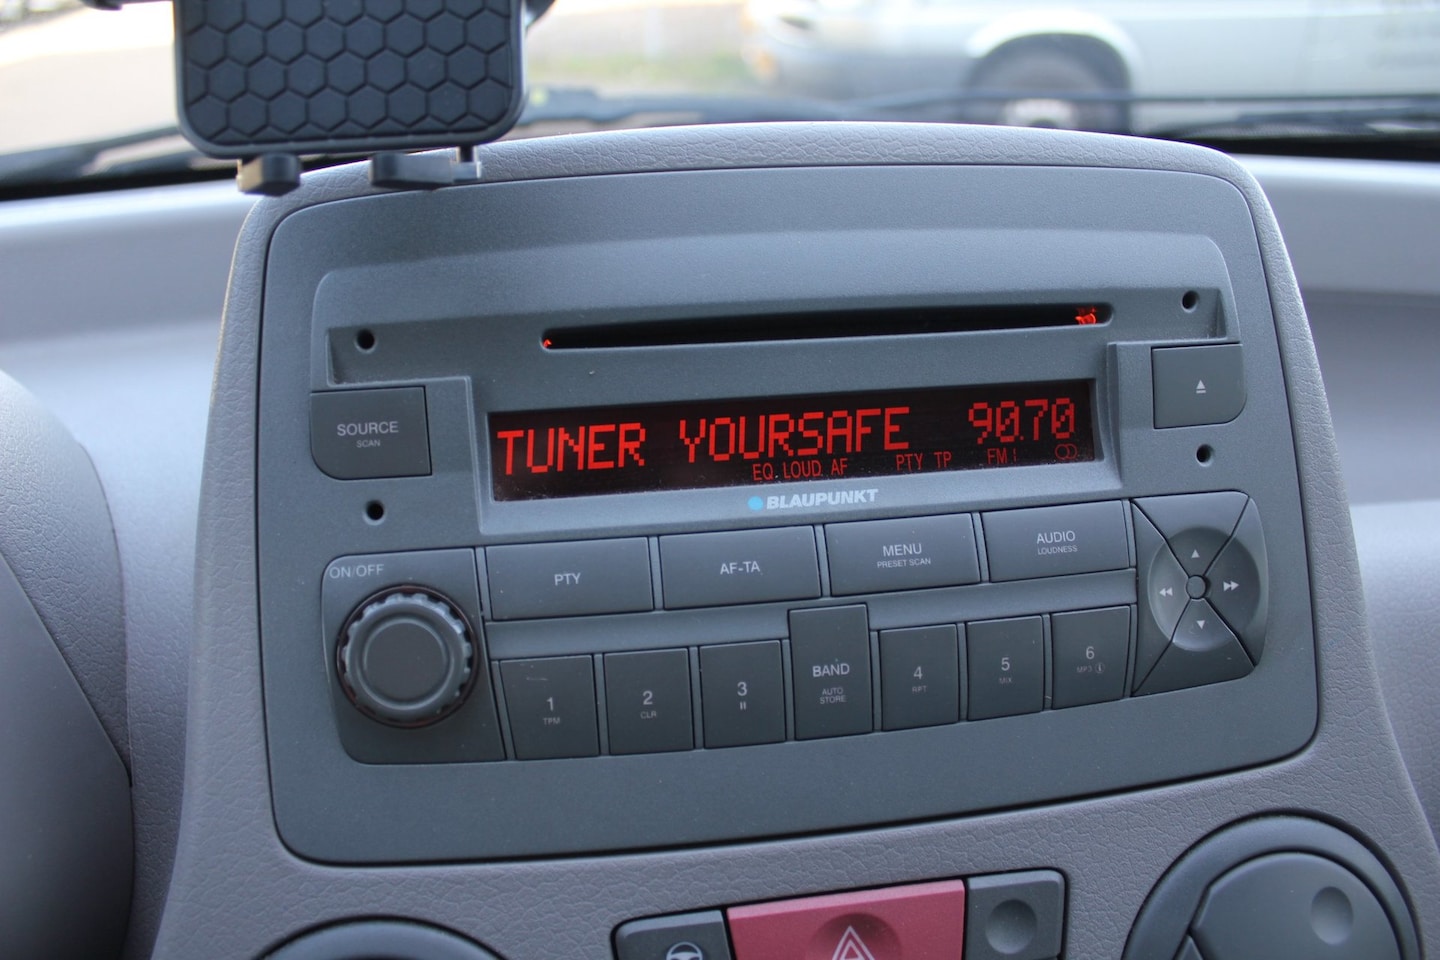 TUNER YOURSAFE 90.70
EQ LOUD AF PTY TP FM1
BLAUPUNKT
SOURCE
SCAN
ON/OFF
PTY
AF-TA
MENU
PRESET SCAN
AUDIO
LOUDNESS
1
TPM
2
CLR
3
BAND
AUTO
STORE
4
RPT
5
MIX
6
MP3